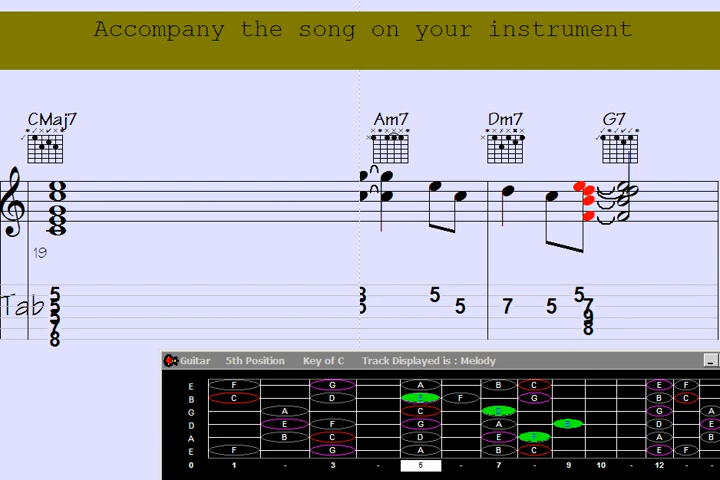 Accompany the song on your instrument
CMaj7 Am7 Dm7 G7
19
Tab 5 5 5 7 8 3 5 5 5 7 5 5 7 9 8
Guitar 5th Position Key of C Track Displayed is : Melody
E F G A B C E F
B C D E F G B C
G A C D G A
D E F G A B D E
A B C D E F A B
E F G A B C E F
0 1 - 3 - 5 - 7 - 9 10 - 12 -